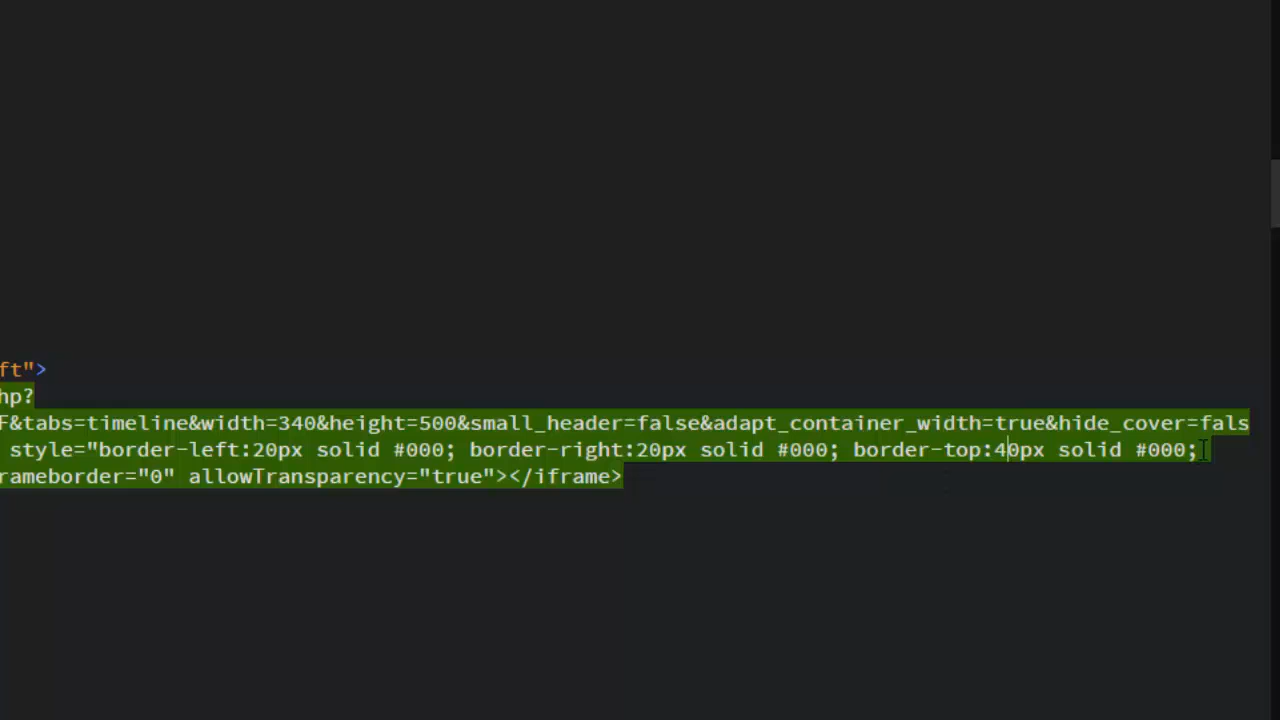 ft">
hp?
F&tabs=timeline&width=340&height=500&small_header=false&adapt_container_width=true&hide_cover=fals
style="border-left:20px solid #000; border-right:20px solid #000; border-top:40px solid #000;
rameborder="0" allowTransparency="true"></iframe>